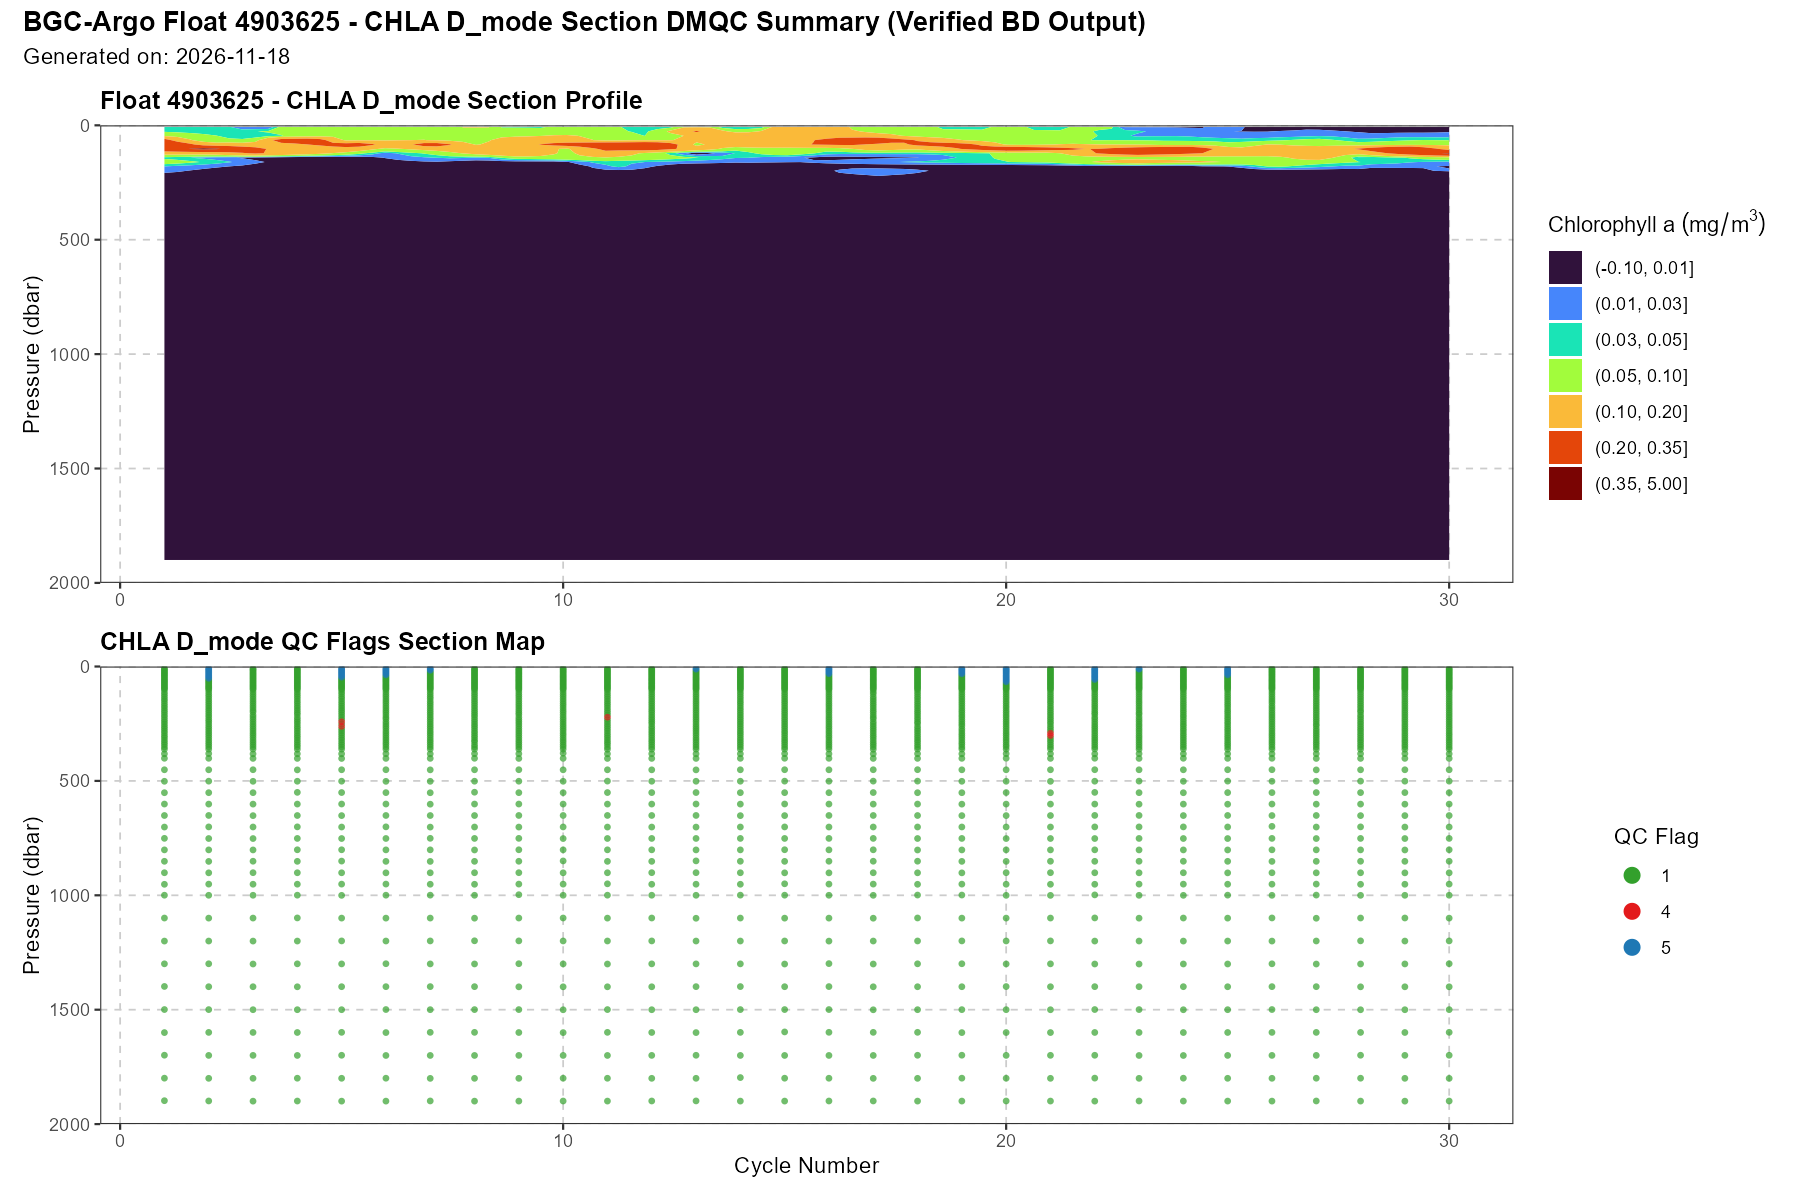 BGC-Argo Float 4903625 - CHLA D_mode Section DMQC Summary (Verified BD Output)
Generated on: 2026-11-18
Float 4903625 - CHLA D_mode Section Profile
Pressure (dbar)
0
500
1000
1500
2000
0 10 20 30
Chlorophyll a (mg/m³)
(-0.10, 0.01]
(0.01, 0.03]
(0.03, 0.05]
(0.05, 0.10]
(0.10, 0.20]
(0.20, 0.35]
(0.35, 5.00]
CHLA D_mode QC Flags Section Map
Pressure (dbar)
0
500
1000
1500
2000
0 10 20 30
Cycle Number
QC Flag
1
4
5